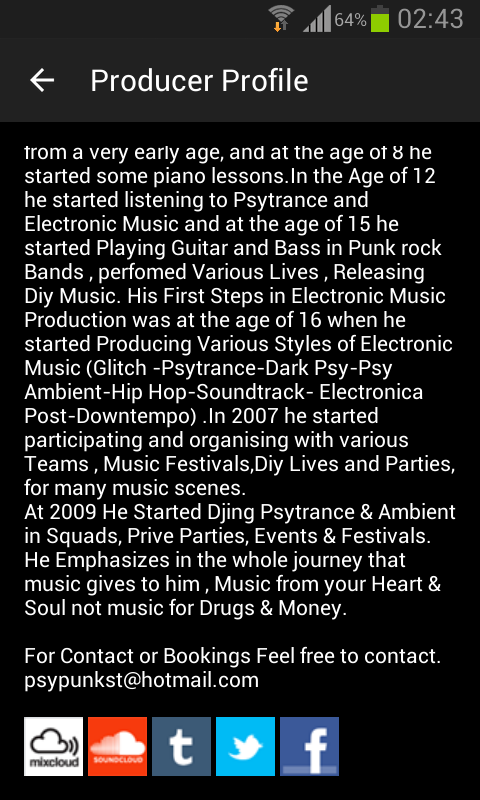 64% 02:43
Producer Profile
from a very early age, and at the age of 8 he
started some piano lessons.In the Age of 12
he started listening to Psytrance and
Electronic Music and at the age of 15 he
started Playing Guitar and Bass in Punk rock
Bands , perfomed Various Lives , Releasing
Diy Music. His First Steps in Electronic Music
Production was at the age of 16 when he
started Producing Various Styles of Electronic
Music (Glitch -Psytrance-Dark Psy-Psy
Ambient-Hip Hop-Soundtrack- Electronica
Post-Downtempo) .In 2007 he started
participating and organising with various
Teams , Music Festivals,Diy Lives and Parties,
for many music scenes.
At 2009 He Started Djing Psytrance & Ambient
in Squads, Prive Parties, Events & Festivals.
He Emphasizes in the whole journey that
music gives to him , Music from your Heart &
Soul not music for Drugs & Money.
For Contact or Bookings Feel free to contact.
psypunkst@hotmail.com
mixcloud SOUNDCLOUD t f